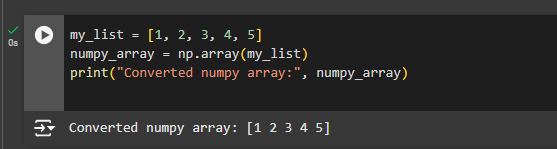 my_list = [1, 2, 3, 4, 5]
0s
numpy_array = np.array(my_list)
print("Converted numpy array:", numpy_array)
Converted numpy array: [1 2 3 4 5]